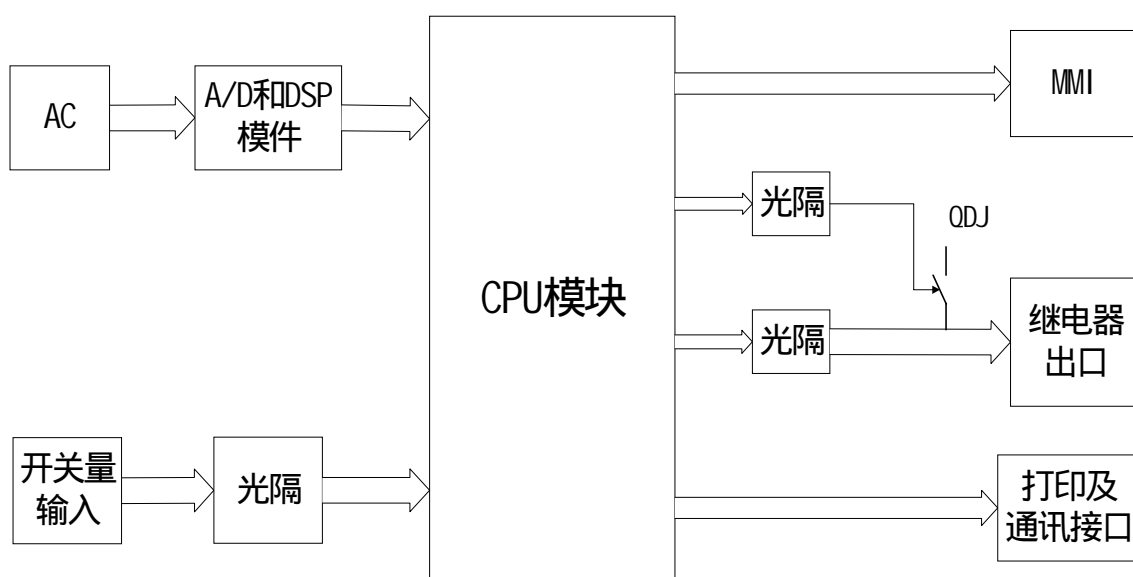 AC
A/D和DSP
模件
开关量
输入
光隔
CPU模块
MMI
光隔
QDJ
光隔
继电器
出口
打印及
通讯接口